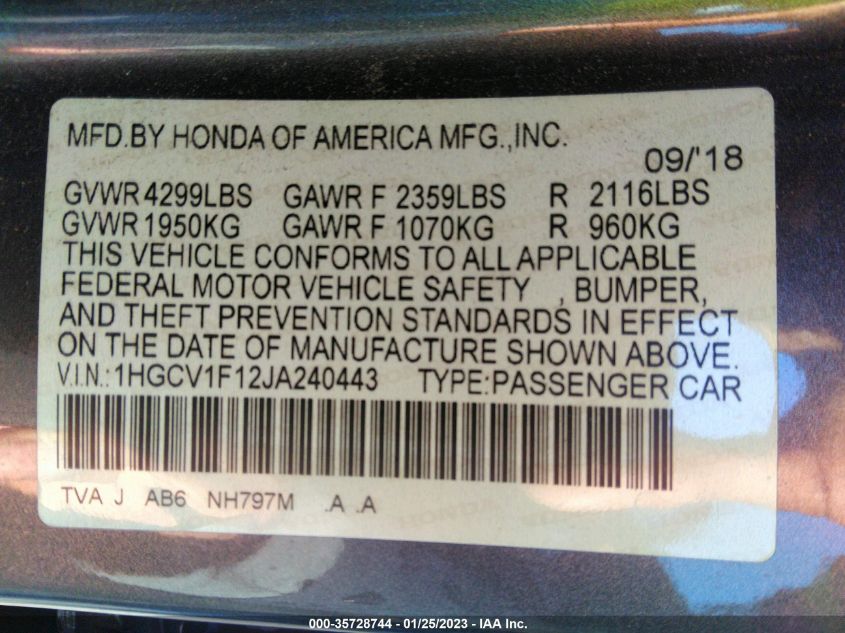 MFD.BY HONDA OF AMERICA MFG.,INC.
09/'18
GVWR 4299LBS GAWR F 2359LBS R 2116LBS
GVWR 1950KG GAWR F 1070KG R 960KG
THIS VEHICLE CONFORMS TO ALL APPLICABLE
FEDERAL MOTOR VEHICLE SAFETY , BUMPER,
AND THEFT PREVENTION STANDARDS IN EFFECT
ON THE DATE OF MANUFACTURE SHOWN ABOVE.
V.I.N.:1HGCV1F12JA240443 TYPE:PASSENGER CAR
TVA J AB6 NH797M .A .A
000-35728744 - 01/25/2023 - IAA Inc.